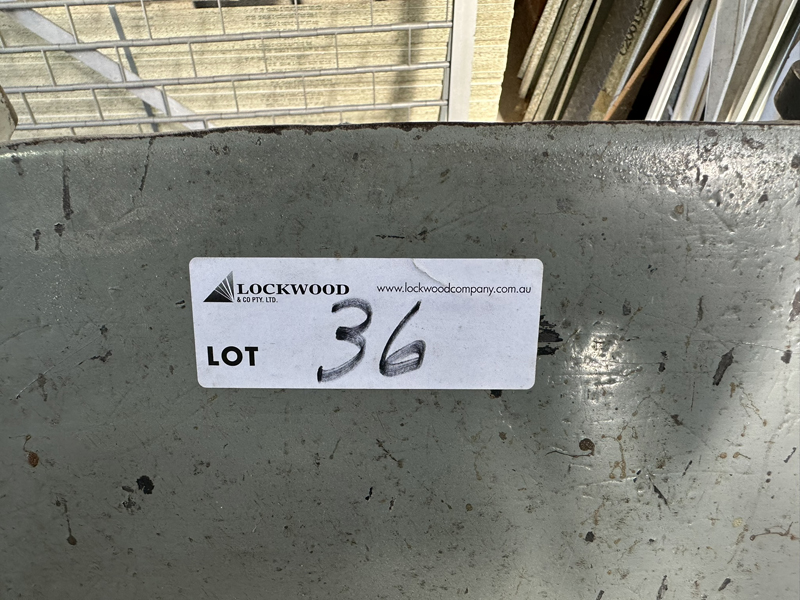 LOCKWOOD
& CO PTY. LTD.
www.lockwoodcompany.com.au
LOT 36